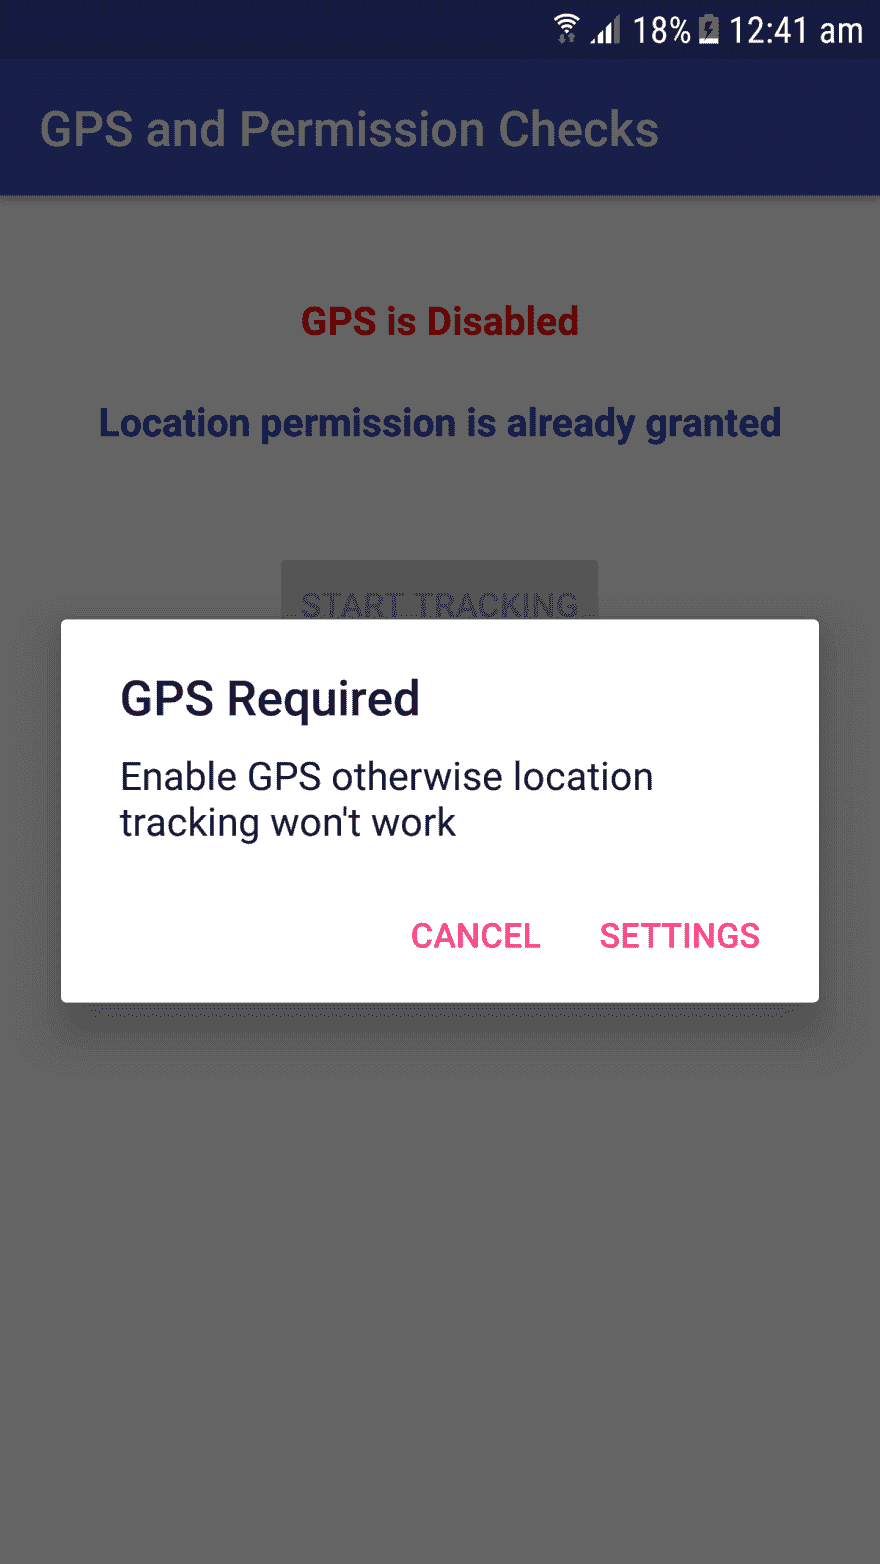 18% 12:41 am
GPS and Permission Checks
GPS is Disabled
Location permission is already granted
START TRACKING
GPS Required
Enable GPS otherwise location
tracking won't work
CANCEL SETTINGS